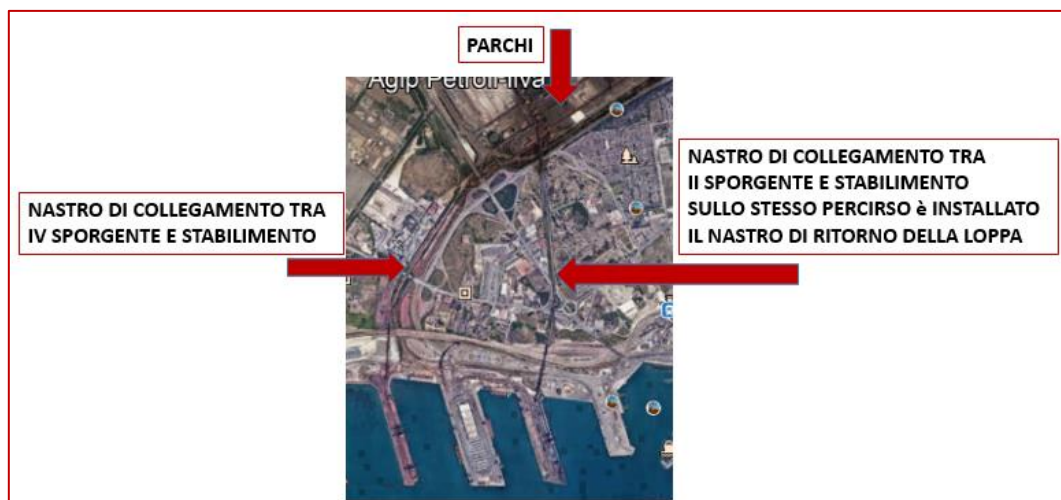 PARCHI
Agip Petroli-Ilva
NASTRO DI COLLEGAMENTO TRA
IV SPORGENTE E STABILIMENTO
NASTRO DI COLLEGAMENTO TRA
II SPORGENTE E STABILIMENTO
SULLO STESSO PERCIRSO è INSTALLATO
IL NASTRO DI RITORNO DELLA LOPPA